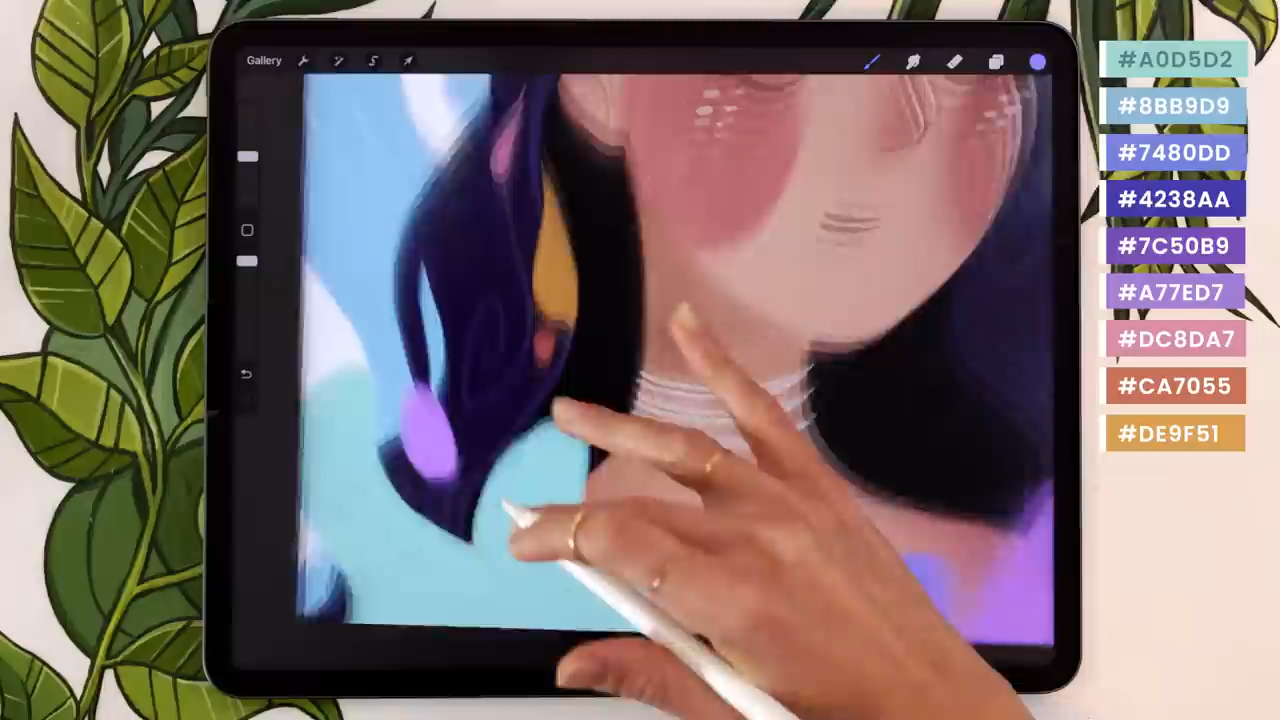 Gallery
#A0D5D2
#8BB9D9
#7480DD
#4238AA
#7C50B9
#A77ED7
#DC8DA7
#CA7055
#DE9F51